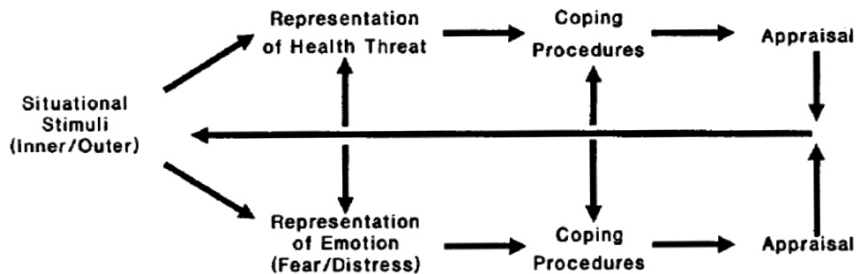 Representation
of Health Threat
Coping
Procedures
Appraisal
Situational
Stimuli
(Inner/Outer)
Representation
of Emotion
(Fear/Distress)
Coping
Procedures
Appraisal